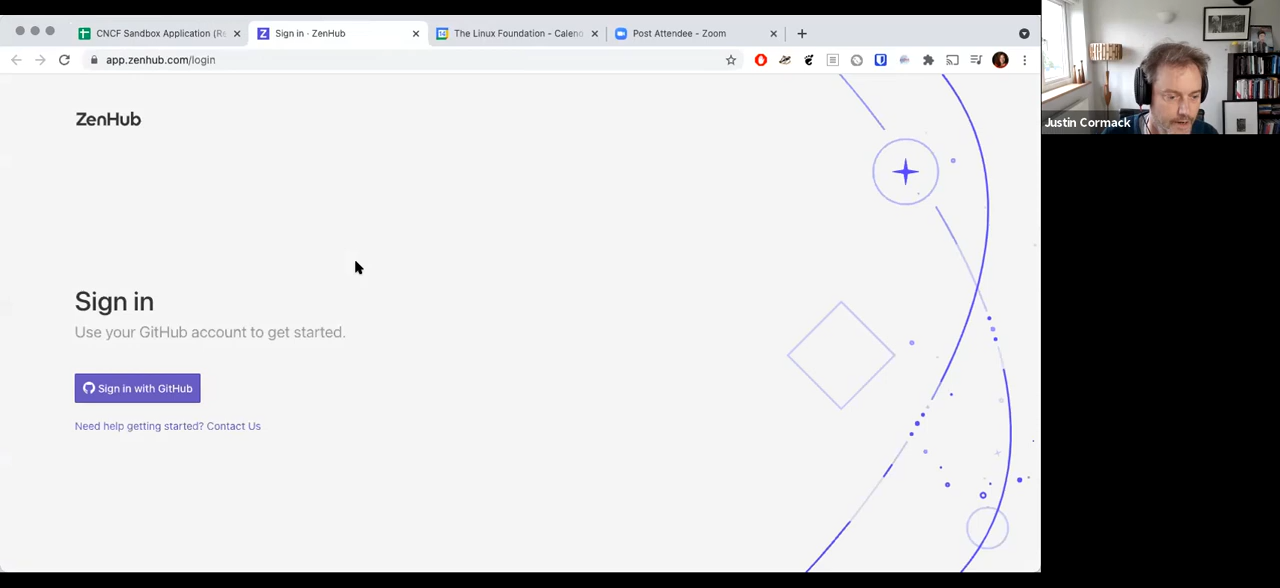 CNCF Sandbox Application (Re
Sign in · ZenHub
The Linux Foundation - Calend
Post Attendee - Zoom
app.zenhub.com/login
ZenHub
Sign in
Use your GitHub account to get started.
Sign in with GitHub
Need help getting started? Contact Us
Justin Cormack